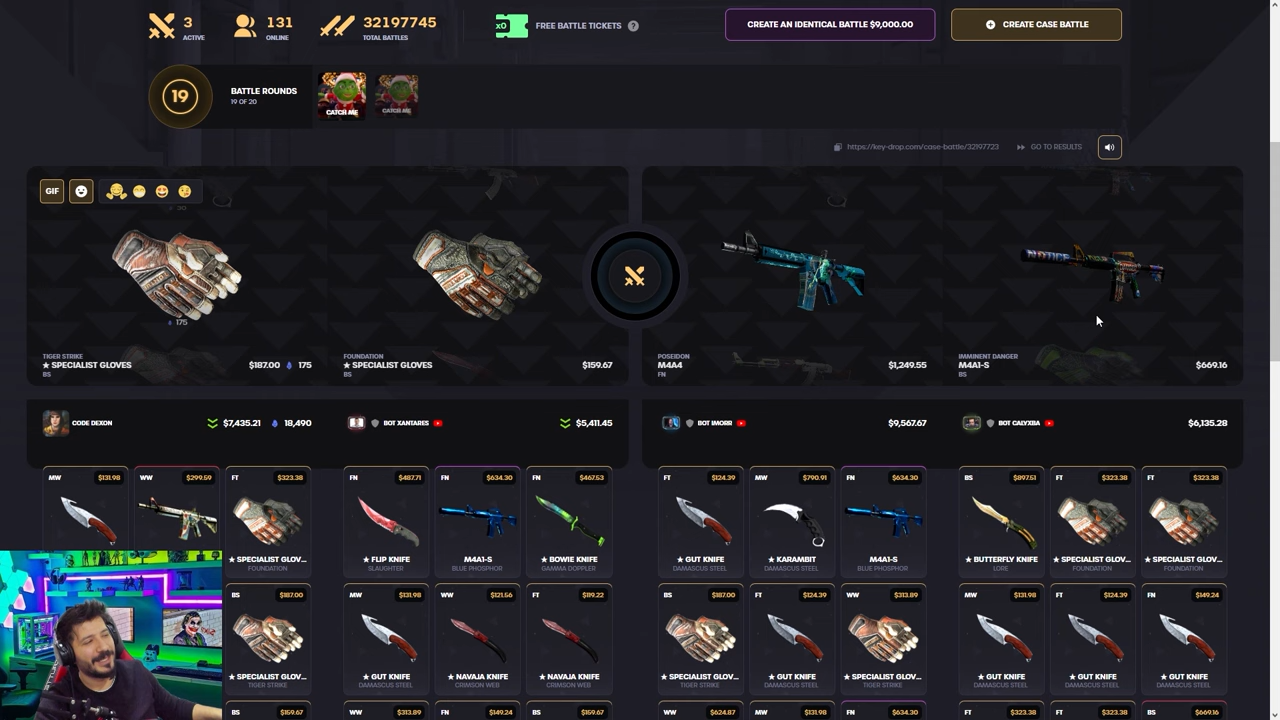 3
ACTIVE
131
ONLINE
32197745
TOTAL BATTLES
x0
FREE BATTLE TICKETS ?
CREATE AN IDENTICAL BATTLE $9,000.00
CREATE CASE BATTLE
19
BATTLE ROUNDS
19 OF 20
CATCH ME
CATCH ME
https://key-drop.com/case-battle/32197723
GO TO RESULTS
GIF
175
TIGER STRIKE
★ SPECIALIST GLOVES
BS
$187.00 175
FOUNDATION
★ SPECIALIST GLOVES
BS
$159.67
POSEIDON
M4A4
FN
$1,249.55
IMMINENT DANGER
M4A1-S
BS
$669.16
CODE DEXON
$7,435.21 18,490
BOT XANTARES
$5,411.45
BOT IMORR
$9,567.67
BOT CALYXBA
$6,135.28
MW $131.98
WW $299.59
FT $323.38
★ SPECIALIST GLOV...
FOUNDATION
FN $487.71
★ FLIP KNIFE
SLAUGHTER
FN $634.30
M4A1-S
BLUE PHOSPHOR
FN $467.53
★ BOWIE KNIFE
GAMMA DOPPLER
FT $124.39
★ GUT KNIFE
DAMASCUS STEEL
MW $790.91
★ KARAMBIT
DAMASCUS STEEL
FN $634.30
M4A1-S
BLUE PHOSPHOR
BS $897.51
★ BUTTERFLY KNIFE
LORE
FT $323.38
★ SPECIALIST GLOV...
FOUNDATION
FT $323.38
★ SPECIALIST GLOV...
FOUNDATION
BS $187.00
★ SPECIALIST GLOV...
TIGER STRIKE
MW $131.98
★ GUT KNIFE
DAMASCUS STEEL
WW $121.56
★ NAVAJA KNIFE
CRIMSON WEB
FT $119.22
★ NAVAJA KNIFE
CRIMSON WEB
BS $187.00
★ SPECIALIST GLOV...
TIGER STRIKE
FT $124.39
★ GUT KNIFE
DAMASCUS STEEL
WW $313.89
★ SPECIALIST GLOV...
TIGER STRIKE
MW $131.98
★ GUT KNIFE
DAMASCUS STEEL
FT $124.39
★ GUT KNIFE
DAMASCUS STEEL
FN $149.24
★ GUT KNIFE
DAMASCUS STEEL
BS $159.67
WW $313.89
FN $149.24
BS $159.67
WW $624.87
MW $131.98
FN $634.30
FT $323.38
FT $323.38
BS $669.16